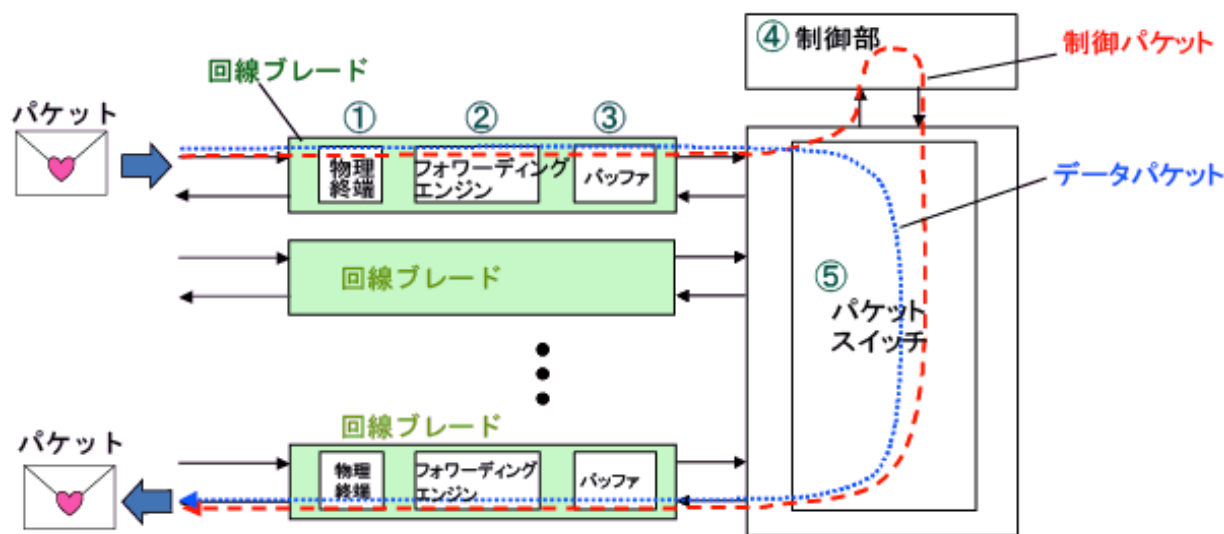 ④制御部
制御パケット
回線ブレード
パケット
①
②
③
物理
終端
フォワーディング
エンジン
バッファ
データパケット
回線ブレード
⑤
パケット
スイッチ
回線ブレード
パケット
物理
終端
フォワーディング
エンジン
バッファ